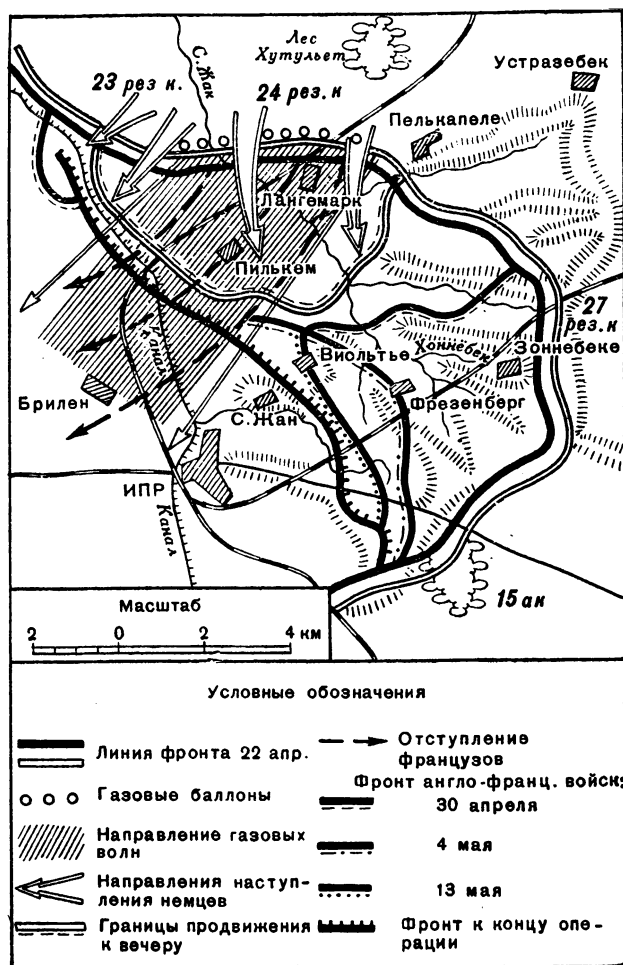 Лес
Хутульст
Устразебек
С. Жак
23 рез к.
24 рез. к
Пелькапеле
Лангемарк
Пилькем
27
рез. к
Канал
Виольтье
Хоннебек
Зоннебеке
Брилен
С. Жан
Фрезенберг
ИПР
Канал
15 ак
Масштаб
2 0 2 4 км
Условные обозначения
Линия фронта 22 апр.
Газовые баллоны
Направление газовых
волн
Направления наступ-
ления немцев
Границы продвижения
к вечеру
Отступление
французов
Фронт англо-франц. войск:
30 апреля
4 мая
13 мая
Фронт к концу опе-
рации